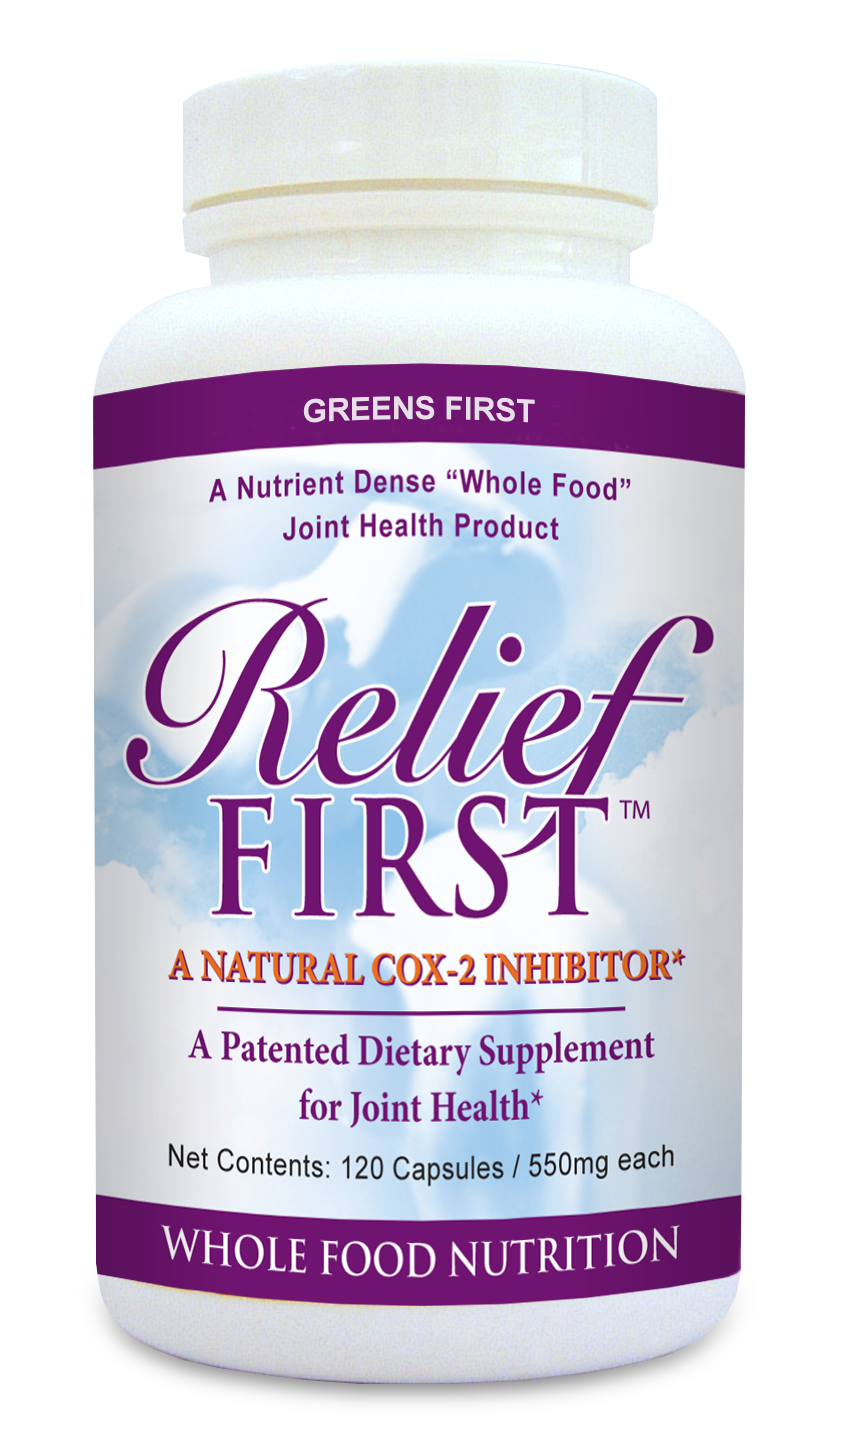 GREENS FIRST
A Nutrient Dense “Whole Food”
Joint Health Product
Relief
FIRST™
A NATURAL COX-2 INHIBITOR*
A Patented Dietary Supplement
for Joint Health*
Net Contents: 120 Capsules / 550mg each
WHOLE FOOD NUTRITION